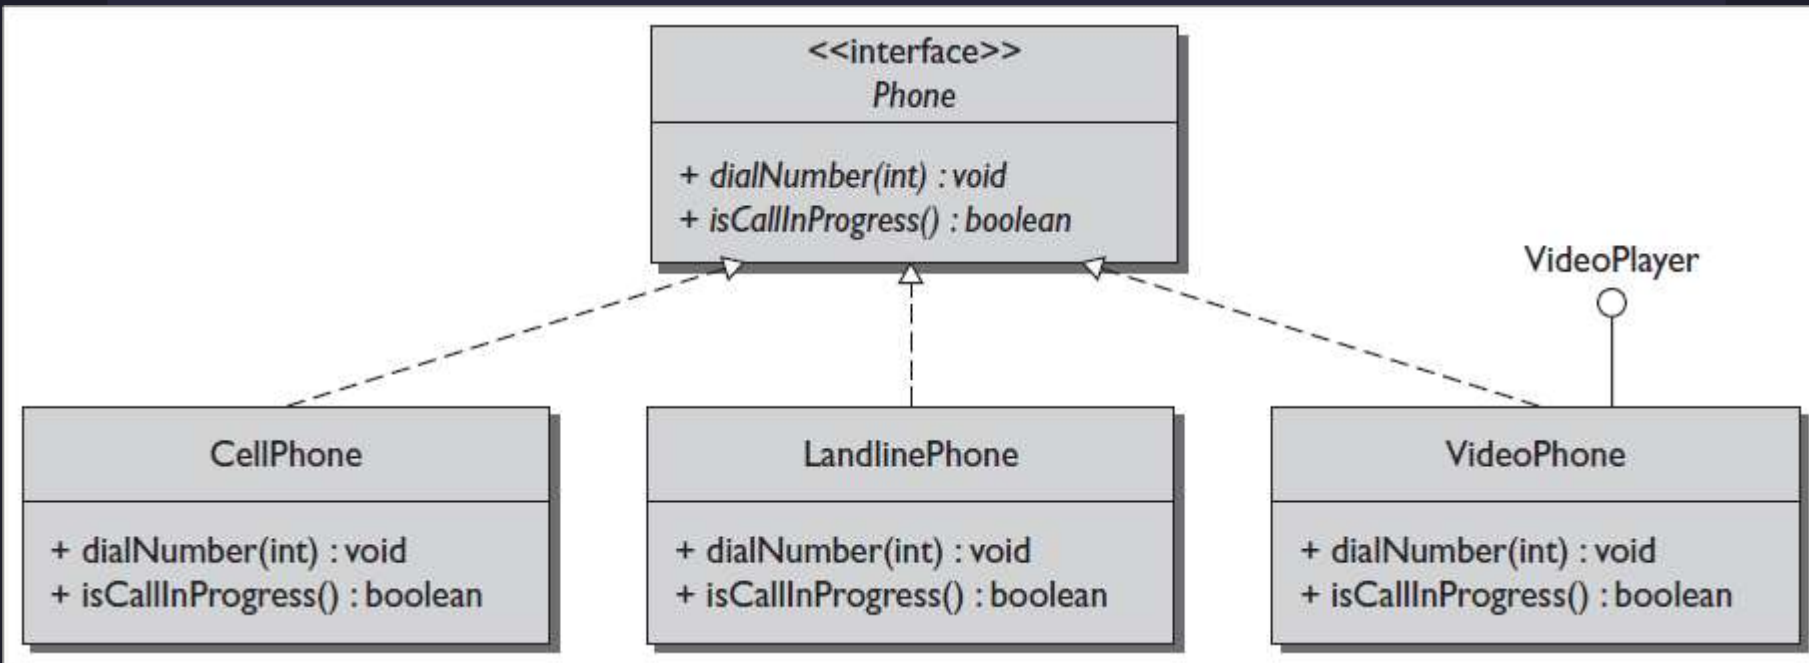 <<interface>>
Phone
+ dialNumber(int) : void
+ isCallInProgress() : boolean
VideoPlayer
CellPhone
+ dialNumber(int) : void
+ isCallInProgress() : boolean
LandlinePhone
+ dialNumber(int) : void
+ isCallInProgress() : boolean
VideoPhone
+ dialNumber(int) : void
+ isCallInProgress() : boolean